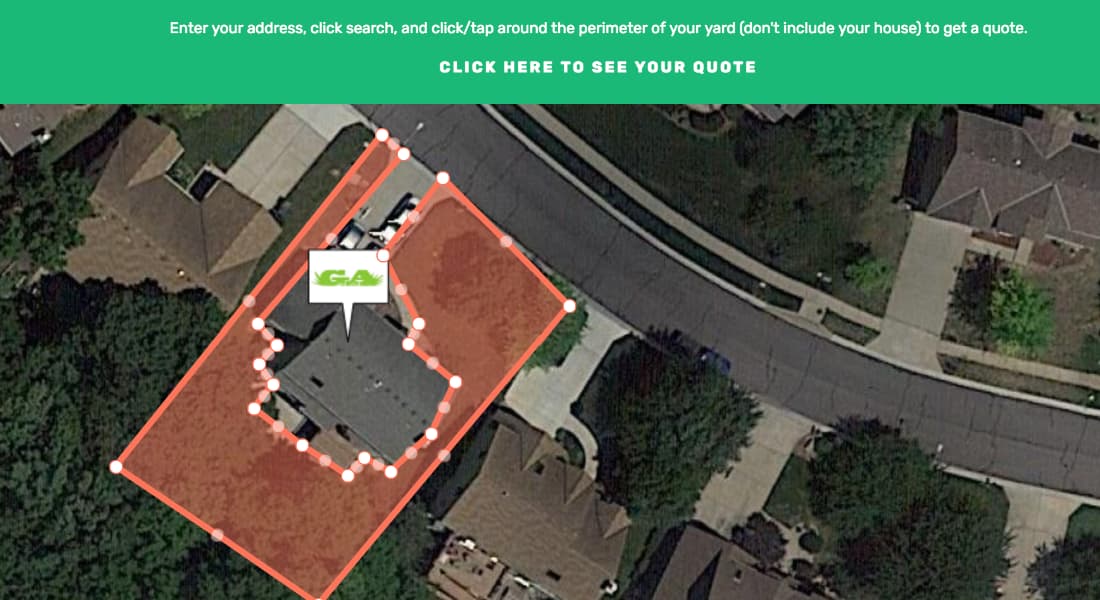 Enter your address, click search, and click/tap around the perimeter of your yard (don't include your house) to get a quote.
CLICK HERE TO SEE YOUR QUOTE
GA